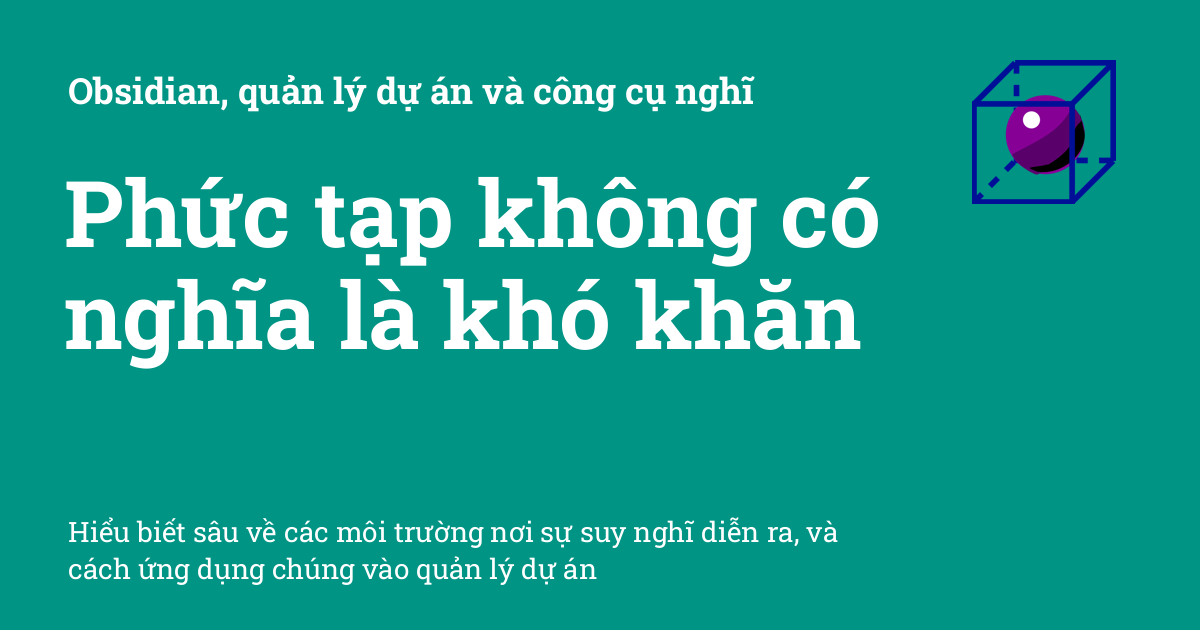 Obsidian, quản lý dự án và công cụ nghĩ
Phức tạp không có
nghĩa là khó khăn
Hiểu biết sâu về các môi trường nơi sự suy nghĩ diễn ra, và
cách ứng dụng chúng vào quản lý dự án